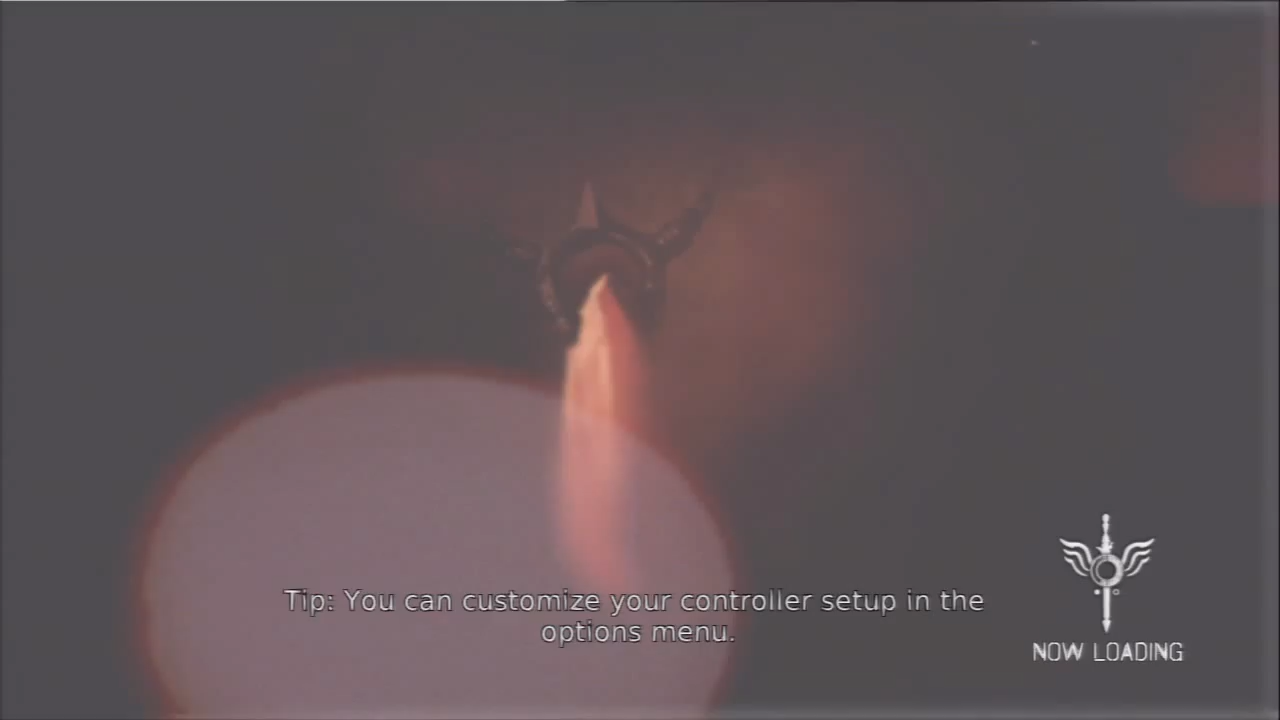 Tip: You can customize your controller setup in the
options menu.
NOW LOADING